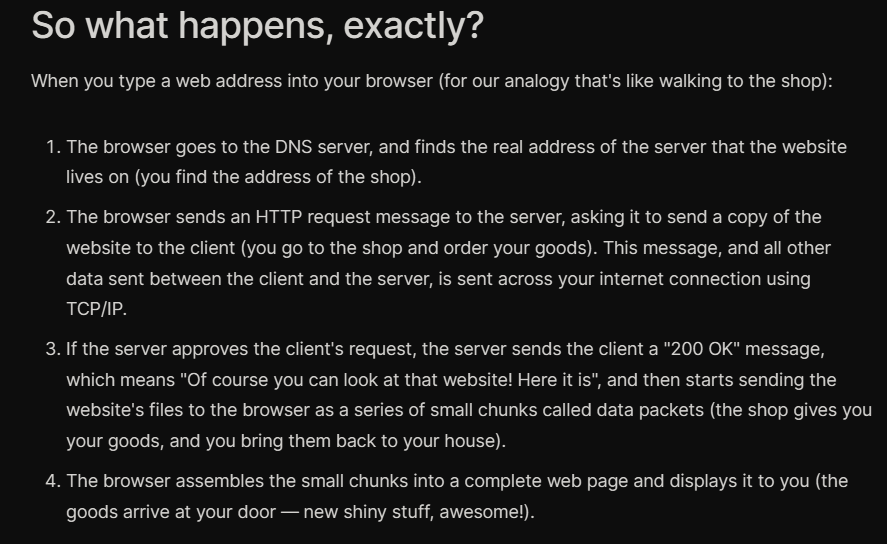 So what happens, exactly?
When you type a web address into your browser (for our analogy that's like walking to the shop):
1. The browser goes to the DNS server, and finds the real address of the server that the website
lives on (you find the address of the shop).
2. The browser sends an HTTP request message to the server, asking it to send a copy of the
website to the client (you go to the shop and order your goods). This message, and all other
data sent between the client and the server, is sent across your internet connection using
TCP/IP.
3. If the server approves the client's request, the server sends the client a "200 OK" message,
which means "Of course you can look at that website! Here it is", and then starts sending the
website's files to the browser as a series of small chunks called data packets (the shop gives you
your goods, and you bring them back to your house).
4. The browser assembles the small chunks into a complete web page and displays it to you (the
goods arrive at your door — new shiny stuff, awesome!).